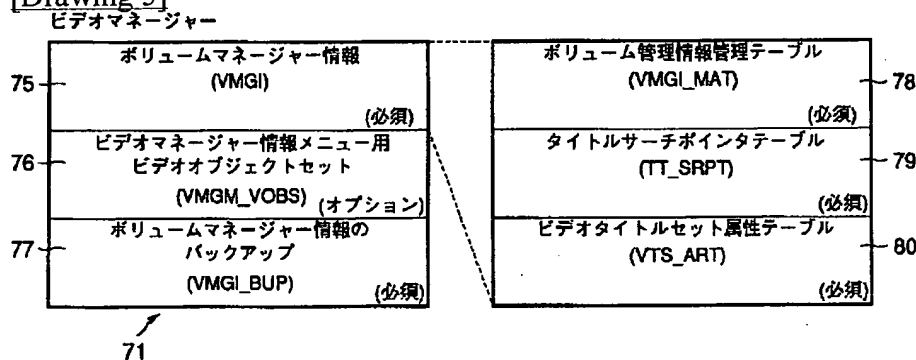 [Drawing 5]
ビデオマネージャー
ボリュームマネージャー情報
(VMGI)
(必須)
75
ビデオマネージャー情報メニュー用
ビデオオブジェクトセット
(VMGM_VOBS) (オプション)
76
ボリュームマネージャー情報の
バックアップ
(VMGI_BUP)
(必須)
77
71
ボリューム管理情報管理テーブル
(VMGI_MAT)
(必須)
78
タイトルサーチポインタテーブル
(TT_SRPT)
(必須)
79
ビデオタイトルセット属性テーブル
(VTS_ART)
(必須)
80